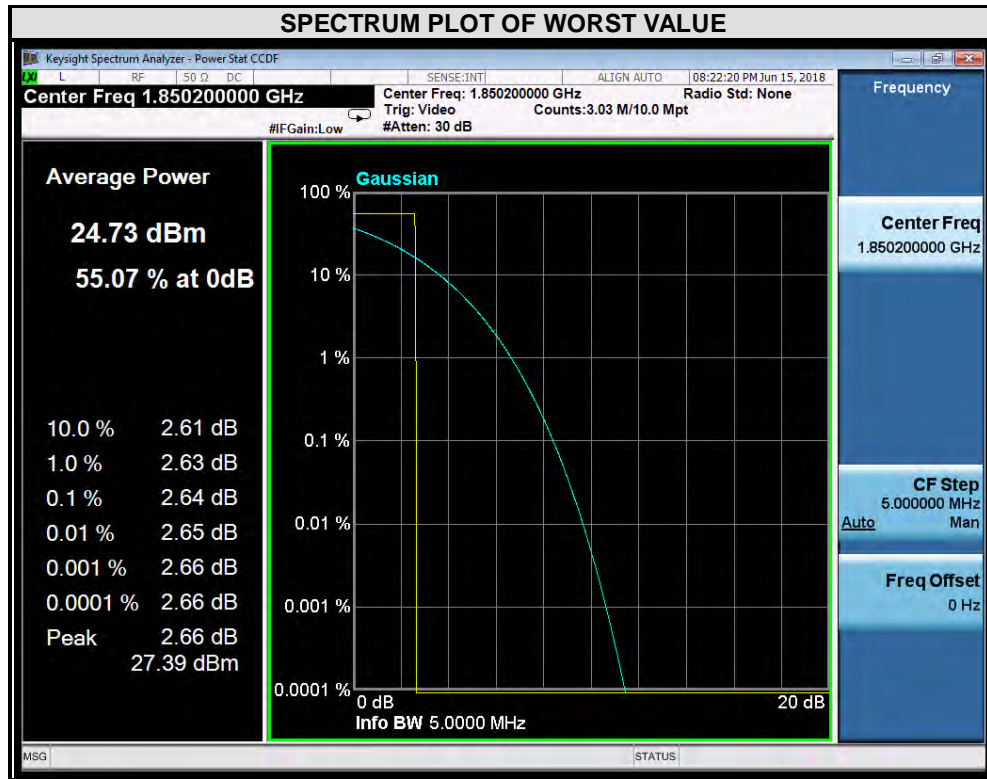 SPECTRUM PLOT OF WORST VALUE
Keysight Spectrum Analyzer - Power Stat CCDF
LXI L RF 50 Ω DC SENSE:INT ALIGN AUTO 08:22:20 PM Jun 15, 2018
Center Freq 1.850200000 GHz
Center Freq: 1.850200000 GHz Radio Std: None
Trig: Video Counts:3.03 M/10.0 Mpt
#IFGain:Low #Atten: 30 dB
Frequency
Average Power
24.73 dBm
55.07 % at 0dB
10.0 % 2.61 dB
1.0 % 2.63 dB
0.1 % 2.64 dB
0.01 % 2.65 dB
0.001 % 2.66 dB
0.0001 % 2.66 dB
Peak 2.66 dB
27.39 dBm
Gaussian
100 %
10 %
1 %
0.1 %
0.01 %
0.001 %
0.0001 %
0 dB 20 dB
Info BW 5.0000 MHz
Center Freq
1.850200000 GHz
CF Step
5.000000 MHz
Auto Man
Freq Offset
0 Hz
MSG STATUS